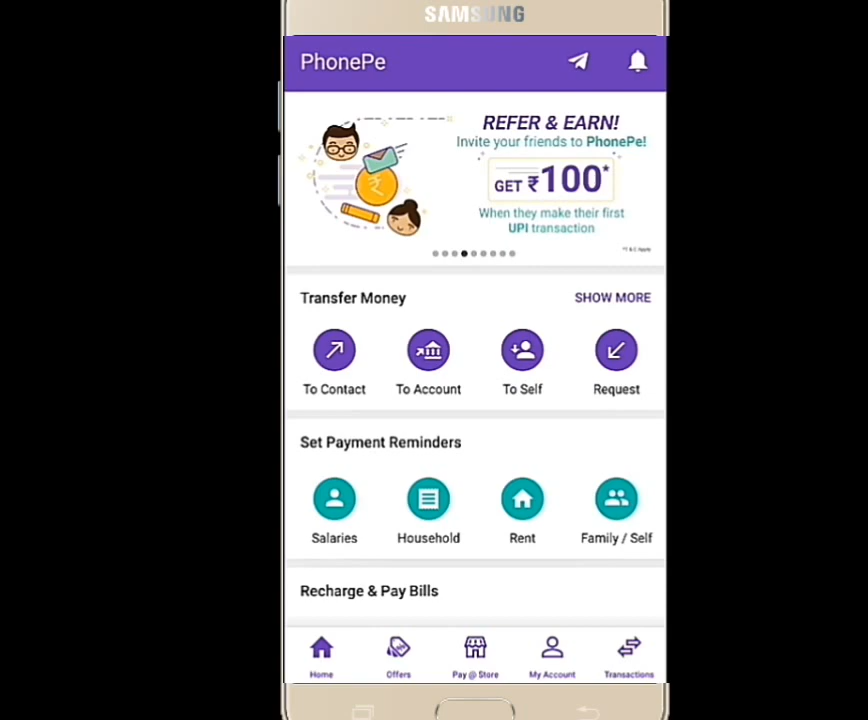 SAMSUNG
PhonePe
REFER & EARN!
Invite your friends to PhonePe!
GET ₹100*
When they make their first
UPI transaction
*T & C Apply
Transfer Money
SHOW MORE
To Contact
To Account
To Self
Request
Set Payment Reminders
Salaries
Household
Rent
Family / Self
Recharge & Pay Bills
Home
Offers
Pay @ Store
My Account
Transactions